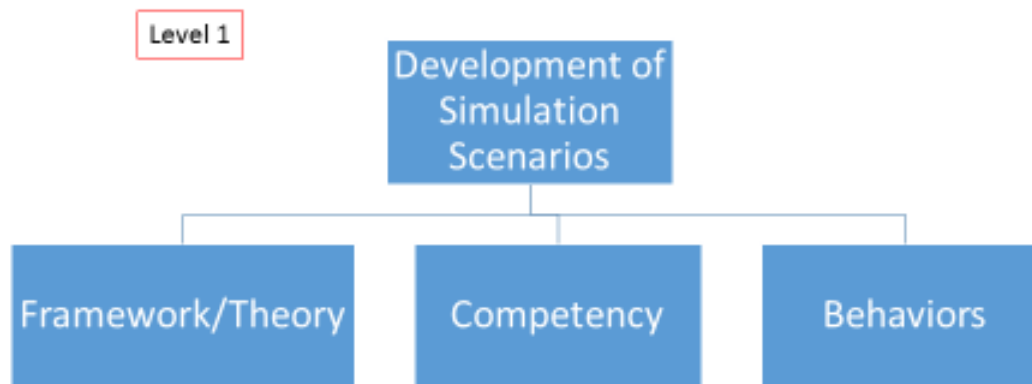 Level 1
Development of
Simulation
Scenarios
Framework/Theory
Competency
Behaviors